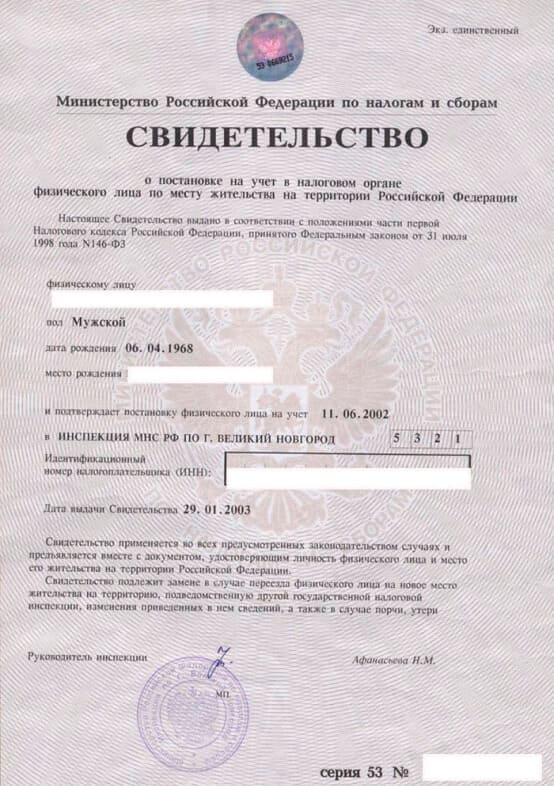 Экз. единственный
53 0669215
Министерство Российской Федерации по налогам и сборам
СВИДЕТЕЛЬСТВО
о постановке на учет в налоговом органе
физического лица по месту жительства на территории Российской Федерации
Настоящее Свидетельство выдано в соответствии с положениями части первой
Налогового кодекса Российской Федерации, принятого Федеральным законом от 31 июля
1998 года N146-ФЗ
физическому лицу
пол Мужской
дата рождения 06. 04. 1968
место рождения
и подтверждает постановку физического лица на учет 11. 06. 2002
в ИНСПЕКЦИЯ МНС РФ ПО Г. ВЕЛИКИЙ НОВГОРОД 5 3 2 1
Идентификационный
номер налогоплательщика (ИНН):
Дата выдачи Свидетельства 29. 01. 2003
Свидетельство применяется во всех предусмотренных законодательством случаях и
предъявляется вместе с документом, удостоверяющим личность физического лица и место
его жительства на территории Российской Федерации.
Свидетельство подлежит замене в случае переезда физического лица на новое место
жительства на территорию, подведомственную другой государственной налоговой
инспекции, изменения приведенных в нем сведений, а также в случае порчи, утери
Руководитель инспекции Афанасьева Н.М.
МП
серия 53 №